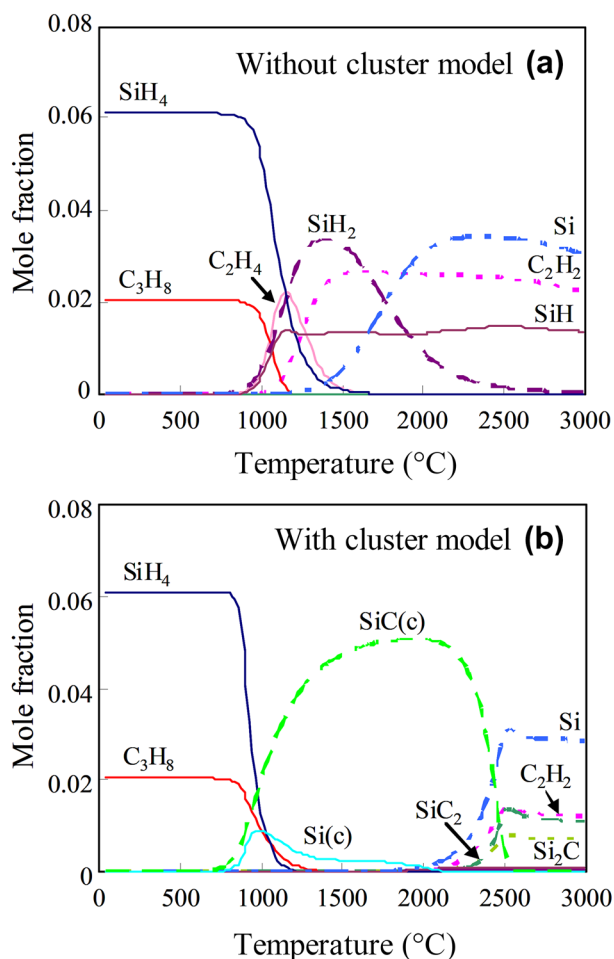 0.08
Without cluster model (a)
SiH₄
0.06
Mole fraction
0.04
SiH₂
Si
C₂H₄
C₂H₂
C₃H₈
0.02
SiH
0
0 500 1000 1500 2000 2500 3000
Temperature (°C)
0.08
With cluster model (b)
SiH₄
0.06
SiC(c)
Mole fraction
0.04
Si
C₂H₂
C₃H₈
0.02
SiC₂
Si(c)
Si₂C
0
0 500 1000 1500 2000 2500 3000
Temperature (°C)